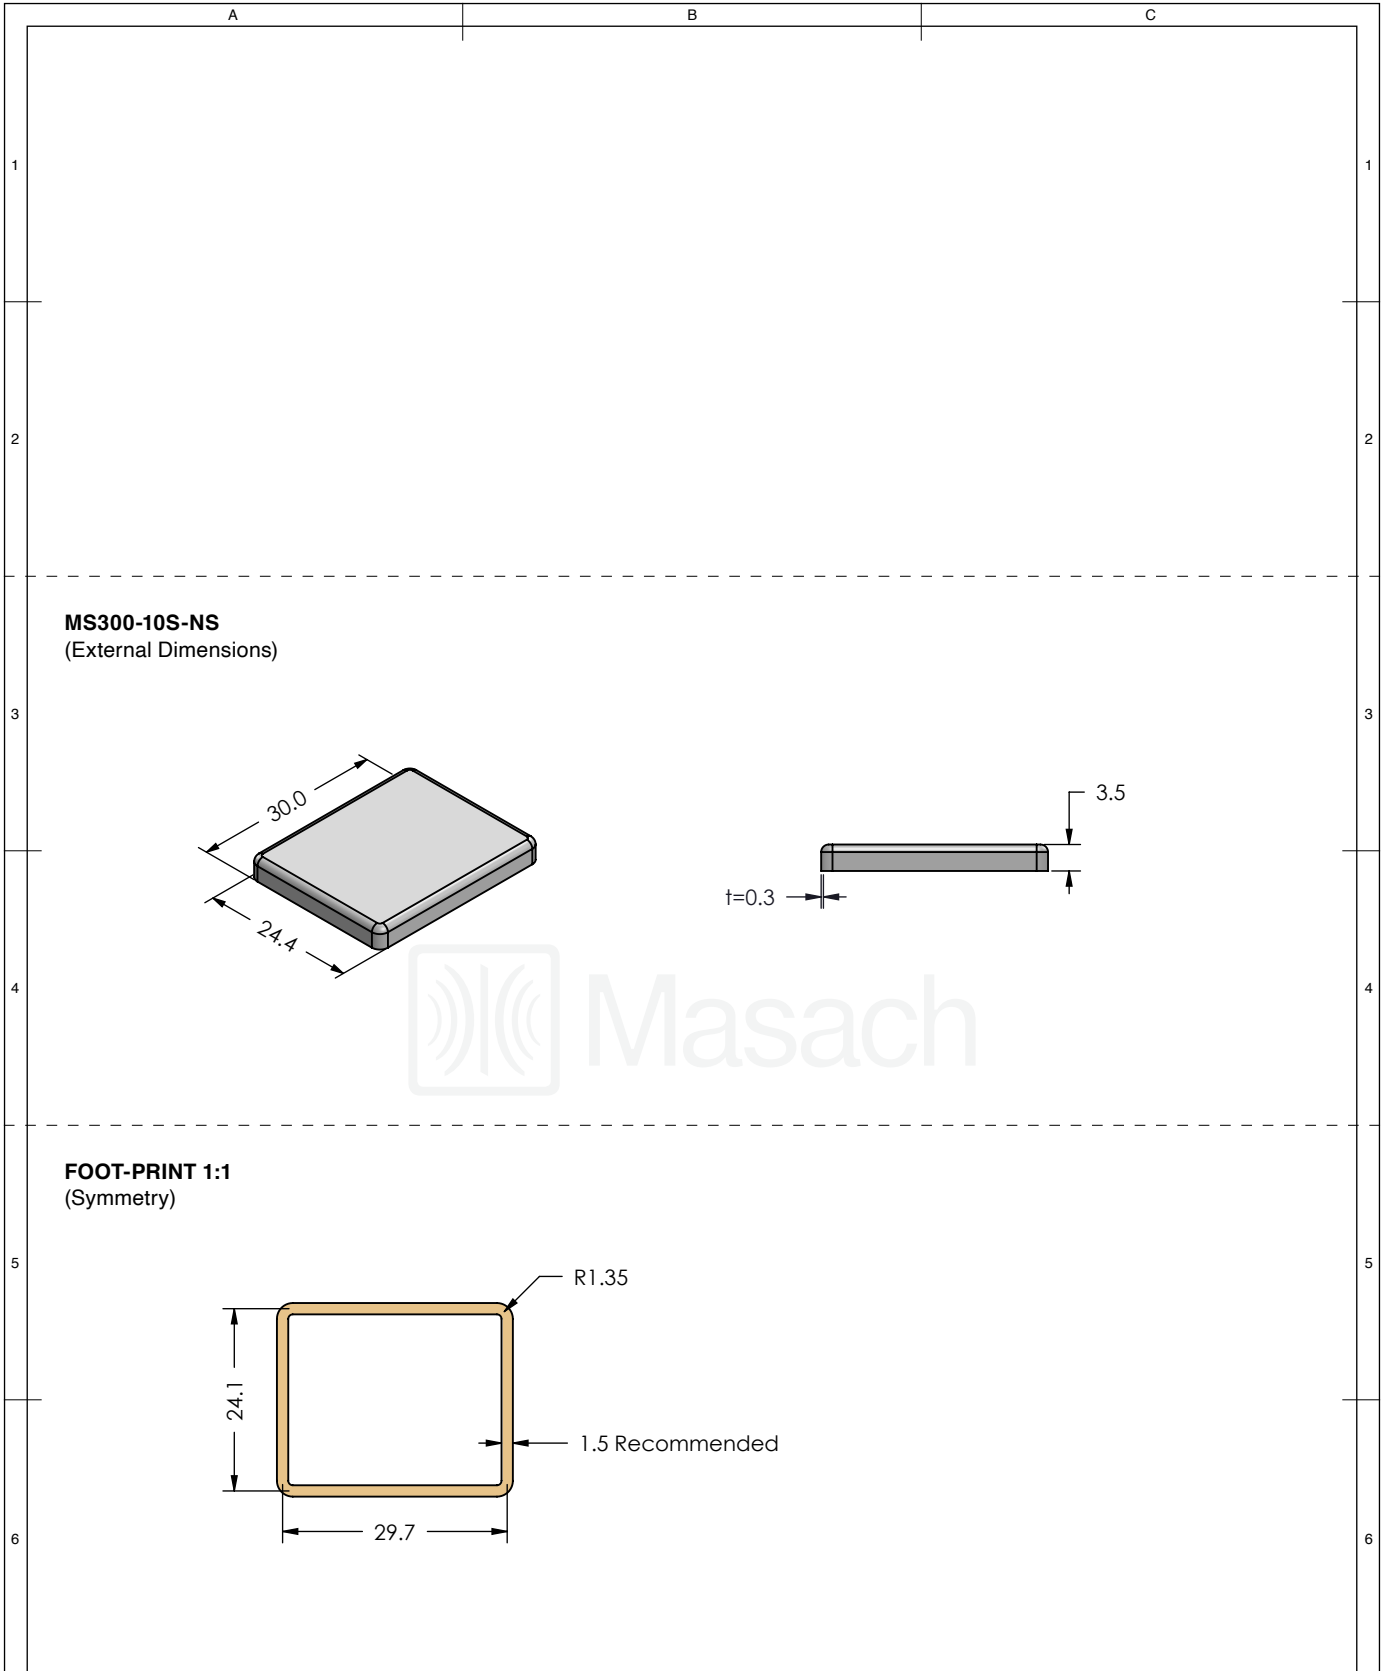 A B C
1 1
2 2
MS300-10S-NS
(External Dimensions)
3 3
30.0
3.5
t=0.3
24.4
Masach
4 4
FOOT-PRINT 1:1
(Symmetry)
5 5
R1.35
24.1
1.5 Recommended
29.7
6 6